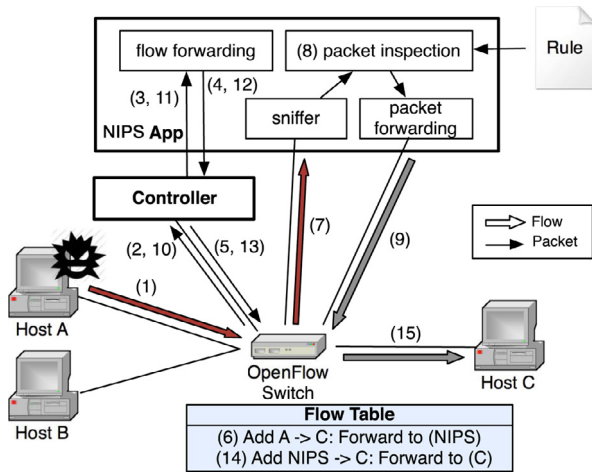 flow forwarding
(8) packet inspection
Rule
(3, 11)
(4, 12)
sniffer
packet
forwarding
NIPS App
Controller
(2, 10)
(5, 13)
(7)
(9)
Flow
Packet
(1)
Host A
(15)
OpenFlow
Switch
Host C
Host B
Flow Table
(6) Add A -> C: Forward to (NIPS)
(14) Add NIPS -> C: Forward to (C)